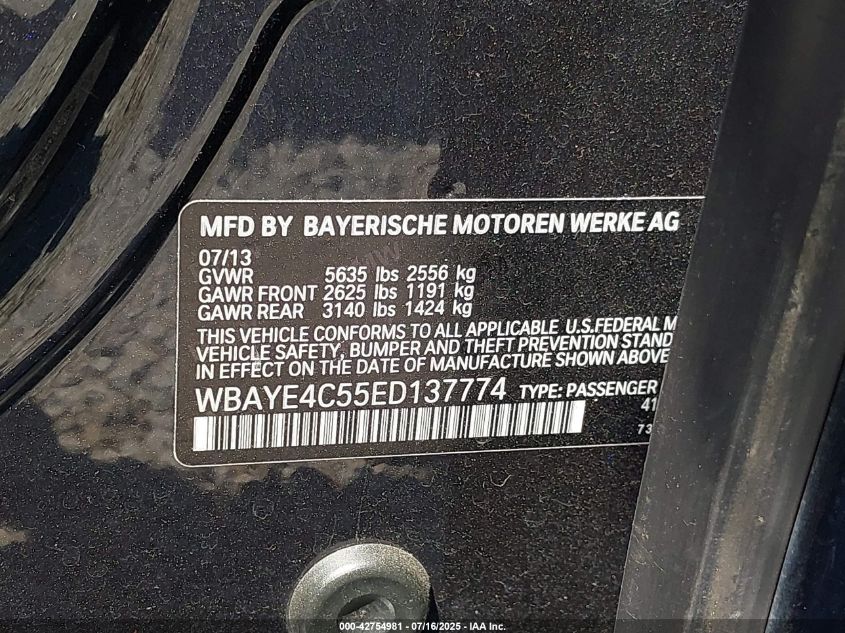 MFD BY BAYERISCHE MOTOREN WERKE AG
07/13
GVWR 5635 lbs 2556 kg
GAWR FRONT 2625 lbs 1191 kg
GAWR REAR 3140 lbs 1424 kg
THIS VEHICLE CONFORMS TO ALL APPLICABLE U.S.FEDERAL M
VEHICLE SAFETY, BUMPER AND THEFT PREVENTION STAND
IN EFFECT ON THE DATE OF MANUFACTURE SHOWN ABOVE
WBAYE4C55ED137774 TYPE: PASSENGER
41
73
000-42754981 - 07/16/2025 - IAA Inc.